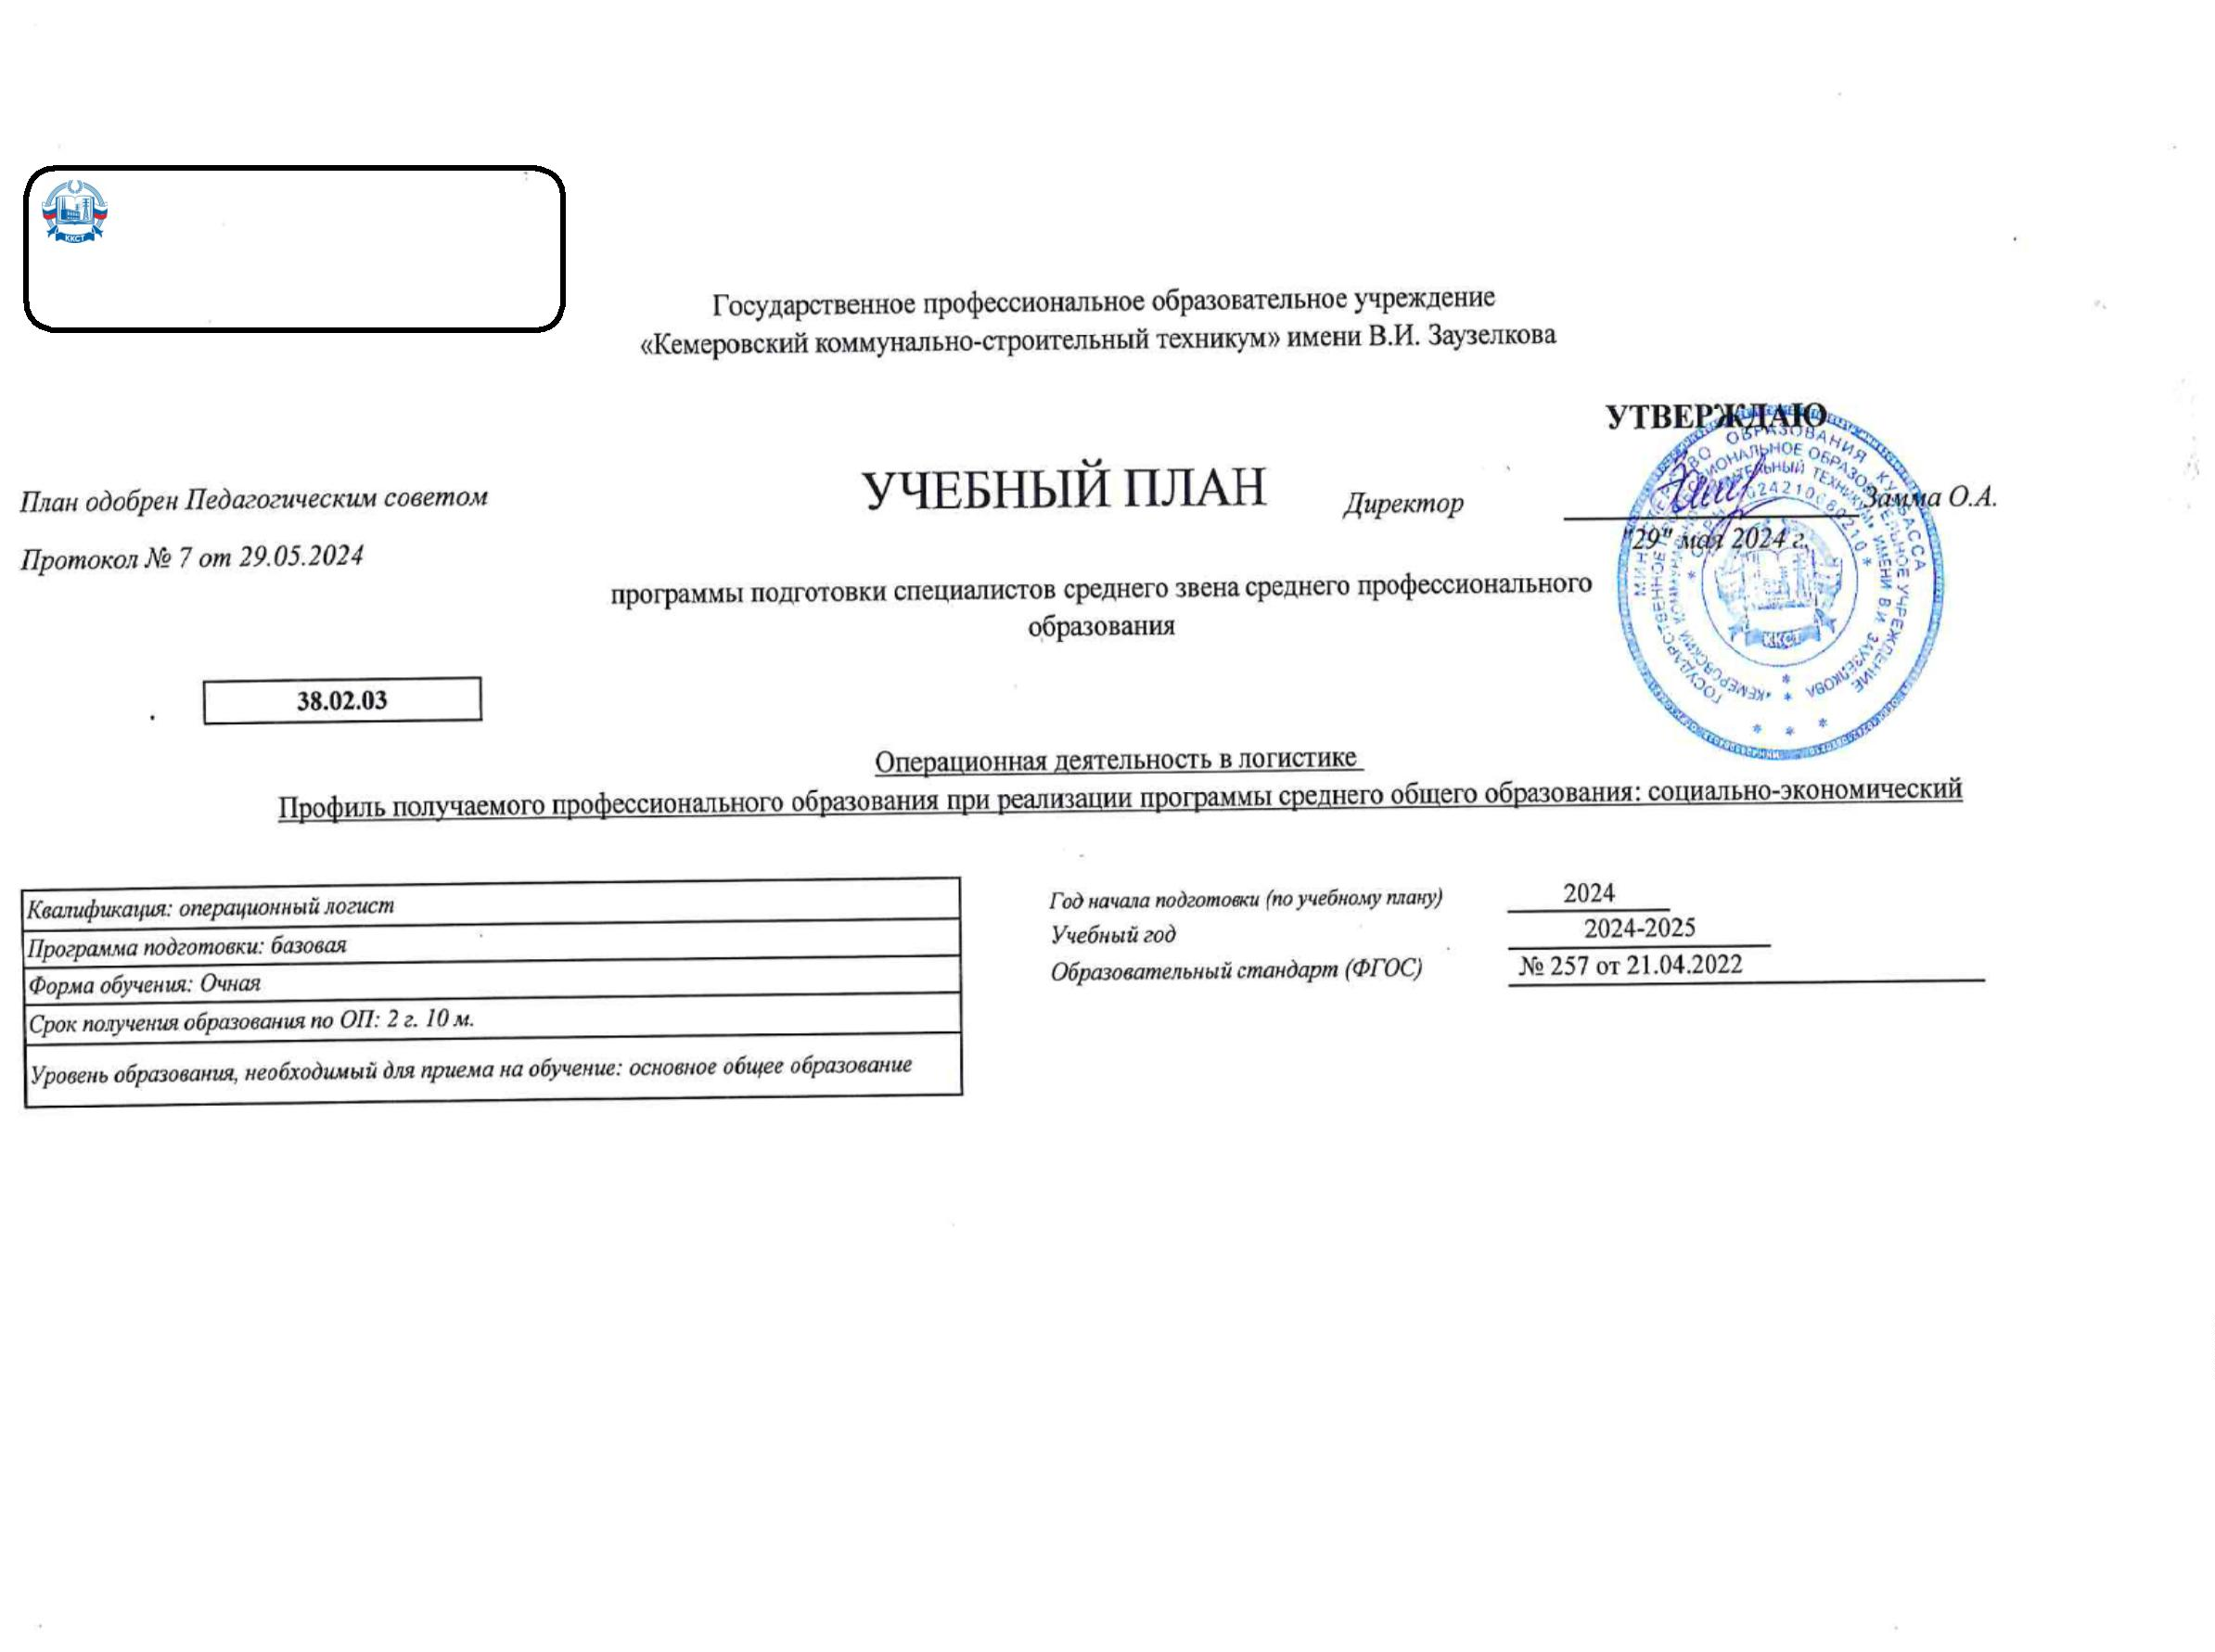 ККСТ
Государственное профессиональное образовательное учреждение
«Кемеровский коммунально-строительный техникум» имени В.И. Заузелкова
УТВЕРЖДАЮ
План одобрен Педагогическим советом
УЧЕБНЫЙ ПЛАН
Директор
Замма О.А.
"29" мая 2024 г.
Протокол № 7 от 29.05.2024
программы подготовки специалистов среднего звена среднего профессионального
образования
38.02.03
Операционная деятельность в логистике
Профиль получаемого профессионального образования при реализации программы среднего общего образования: социально-экономический
Квалификация: операционный логист
Программа подготовки: базовая
Форма обучения: Очная
Срок получения образования по ОП: 2 г. 10 м.
Уровень образования, необходимый для приема на обучение: основное общее образование
Год начала подготовки (по учебному плану) 2024
Учебный год 2024-2025
Образовательный стандарт (ФГОС) № 257 от 21.04.2022